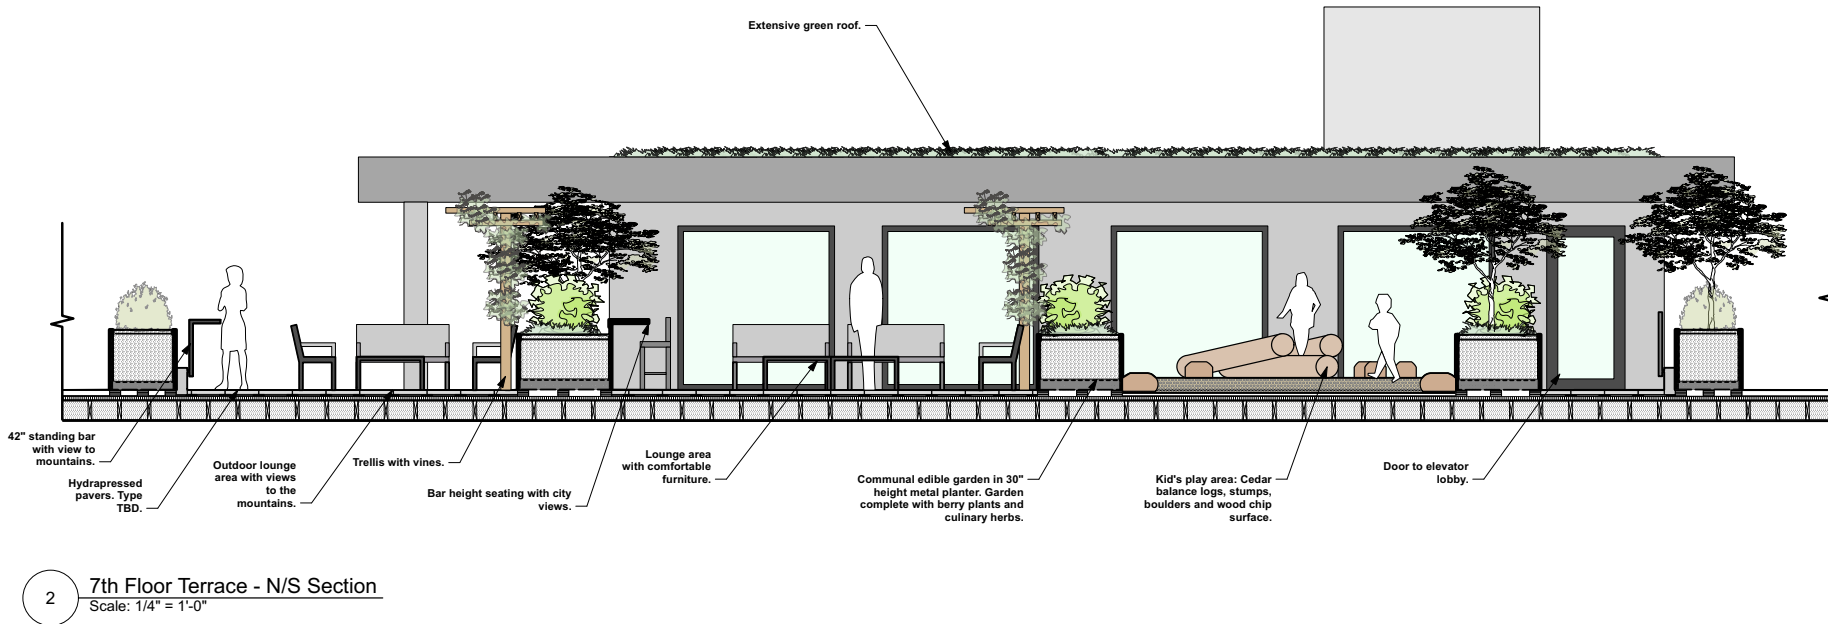 Extensive green roof.
42" standing bar
with view to
mountains.
Hydrapressed
pavers. Type
TBD.
Outdoor lounge
area with views
to the
mountains.
Trellis with vines.
Bar height seating with city
views.
Lounge area
with comfortable
furniture.
Communal edible garden in 30"
height metal planter. Garden
complete with berry plants and
culinary herbs.
Kid's play area: Cedar
balance logs, stumps,
boulders and wood chip
surface.
Door to elevator
lobby.
2
7th Floor Terrace - N/S Section
Scale: 1/4" = 1'-0"